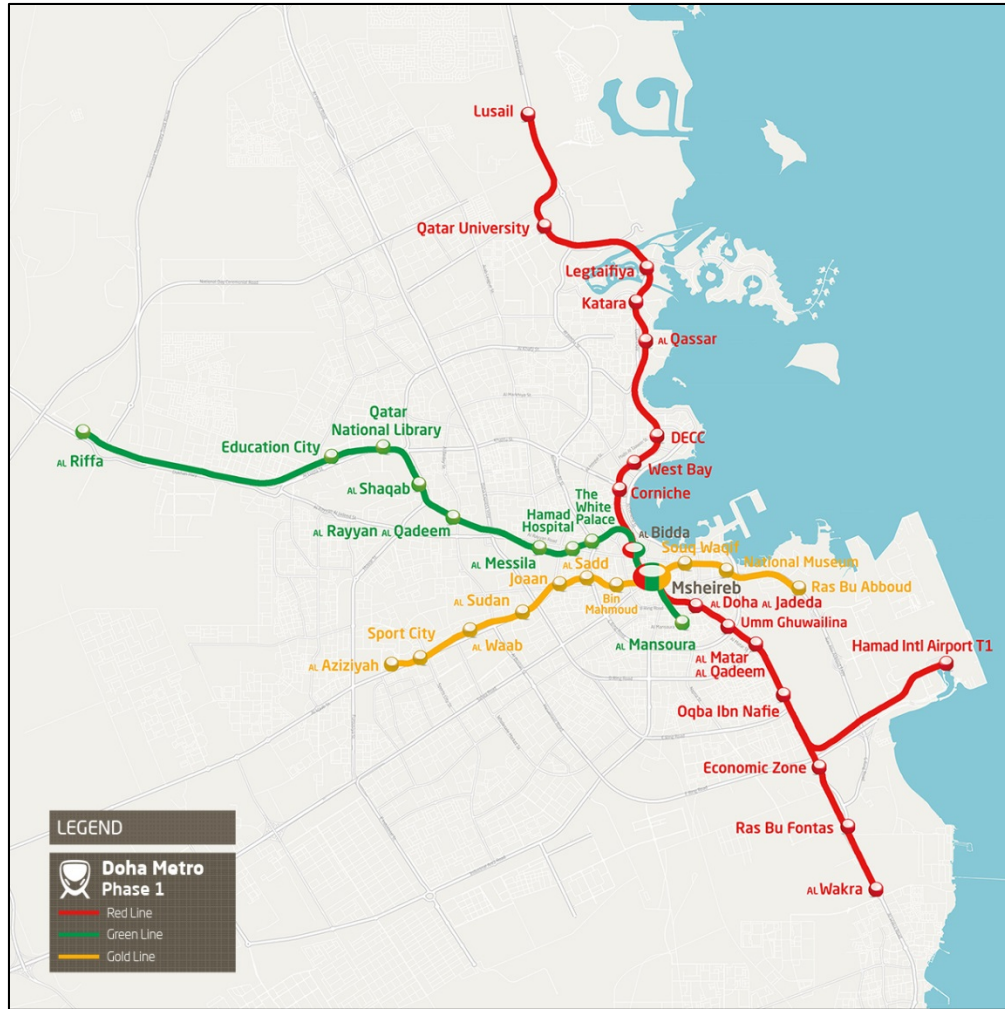 Lusail
Qatar University
Legtaifiya
Katara
AL Qassar
DECC
West Bay
Corniche
Qatar
National Library
Education City
AL Riffa
AL Shaqab
AL Rayyan AL Qadeem
The
White
Palace
Hamad
Hospital
AL Messila
AL Bidda
AL Sadd
Souq Waqif
National Museum
Ras Bu Abboud
Joaan
Bin
Mahmoud
Msheireb
AL Sudan
AL Doha AL Jadeda
Umm Ghuwailina
Sport City
AL Waab
AL Mansoura
AL Aziziyah
AL Matar
AL Qadeem
Hamad Intl Airport T1
Oqba Ibn Nafie
Economic Zone
Ras Bu Fontas
AL Wakra
LEGEND
Doha Metro
Phase 1
Red Line
Green Line
Gold Line